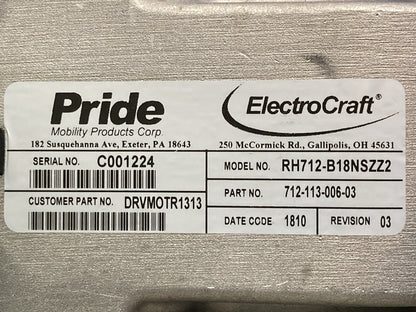 Pride
Mobility Products Corp.
182 Susquehanna Ave, Exeter, PA 18643
ElectroCraft®
250 McCormick Rd., Gallipolis, OH 45631
SERIAL NO. C001224
MODEL NO. RH712-B18NSZZ2
PART NO. 712-113-006-03
CUSTOMER PART NO. DRVMOTR1313
DATE CODE 1810
REVISION 03